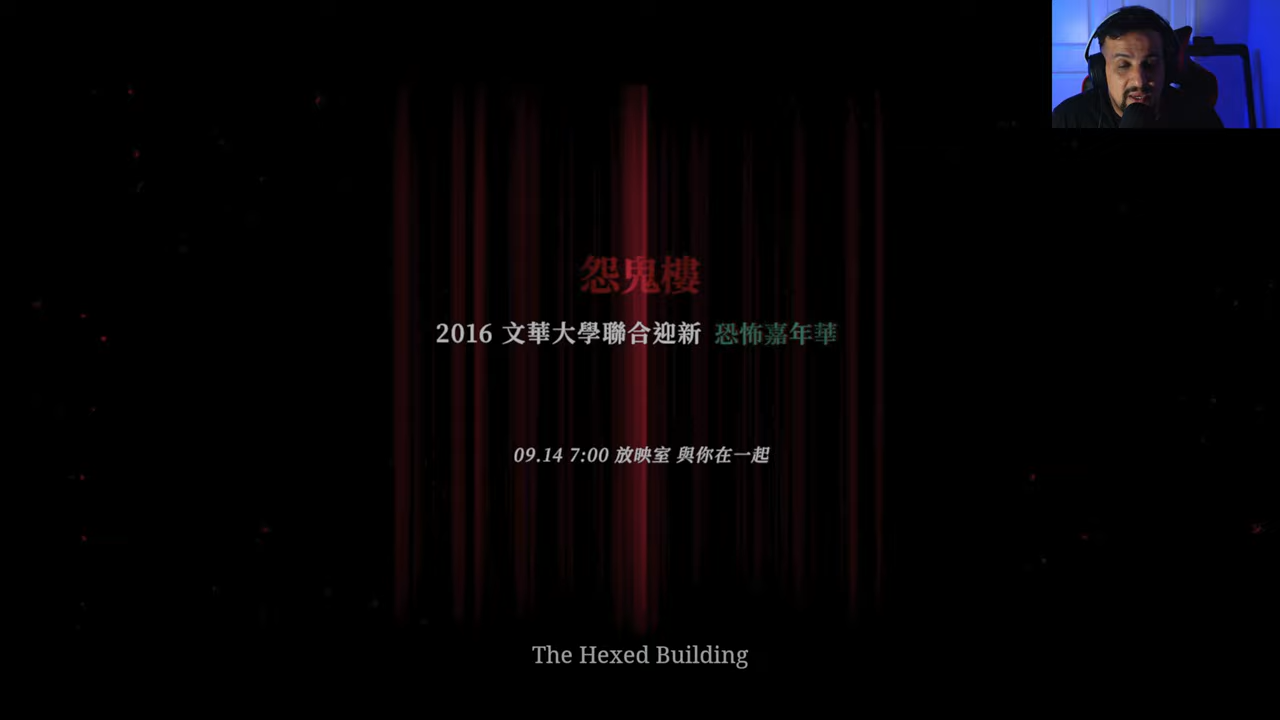 怨鬼樓
2016 文華大學聯合迎新 恐怖嘉年華
09.14 7:00 放映室 與你在一起
The Hexed Building